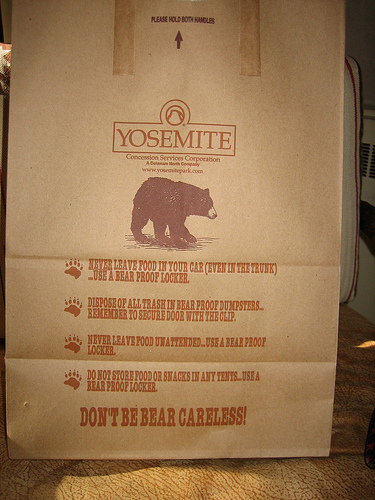 PLEASE HOLD BOTH HANDLES
YOSEMITE
Concession Services Corporation
A Delaware North Company
www.yosemitepark.com
NEVER LEAVE FOOD IN YOUR CAR (EVEN IN THE TRUNK)
...USE A BEAR PROOF LOCKER.
DISPOSE OF ALL TRASH IN BEAR PROOF DUMPSTERS...
REMEMBER TO SECURE DOOR WITH THE CLIP.
NEVER LEAVE FOOD UNATTENDED...USE A BEAR PROOF
LOCKER.
DO NOT STORE FOOD OR SNACKS IN ANY TENTS...USE A
BEAR PROOF LOCKER.
DON'T BE BEAR CARELESS!